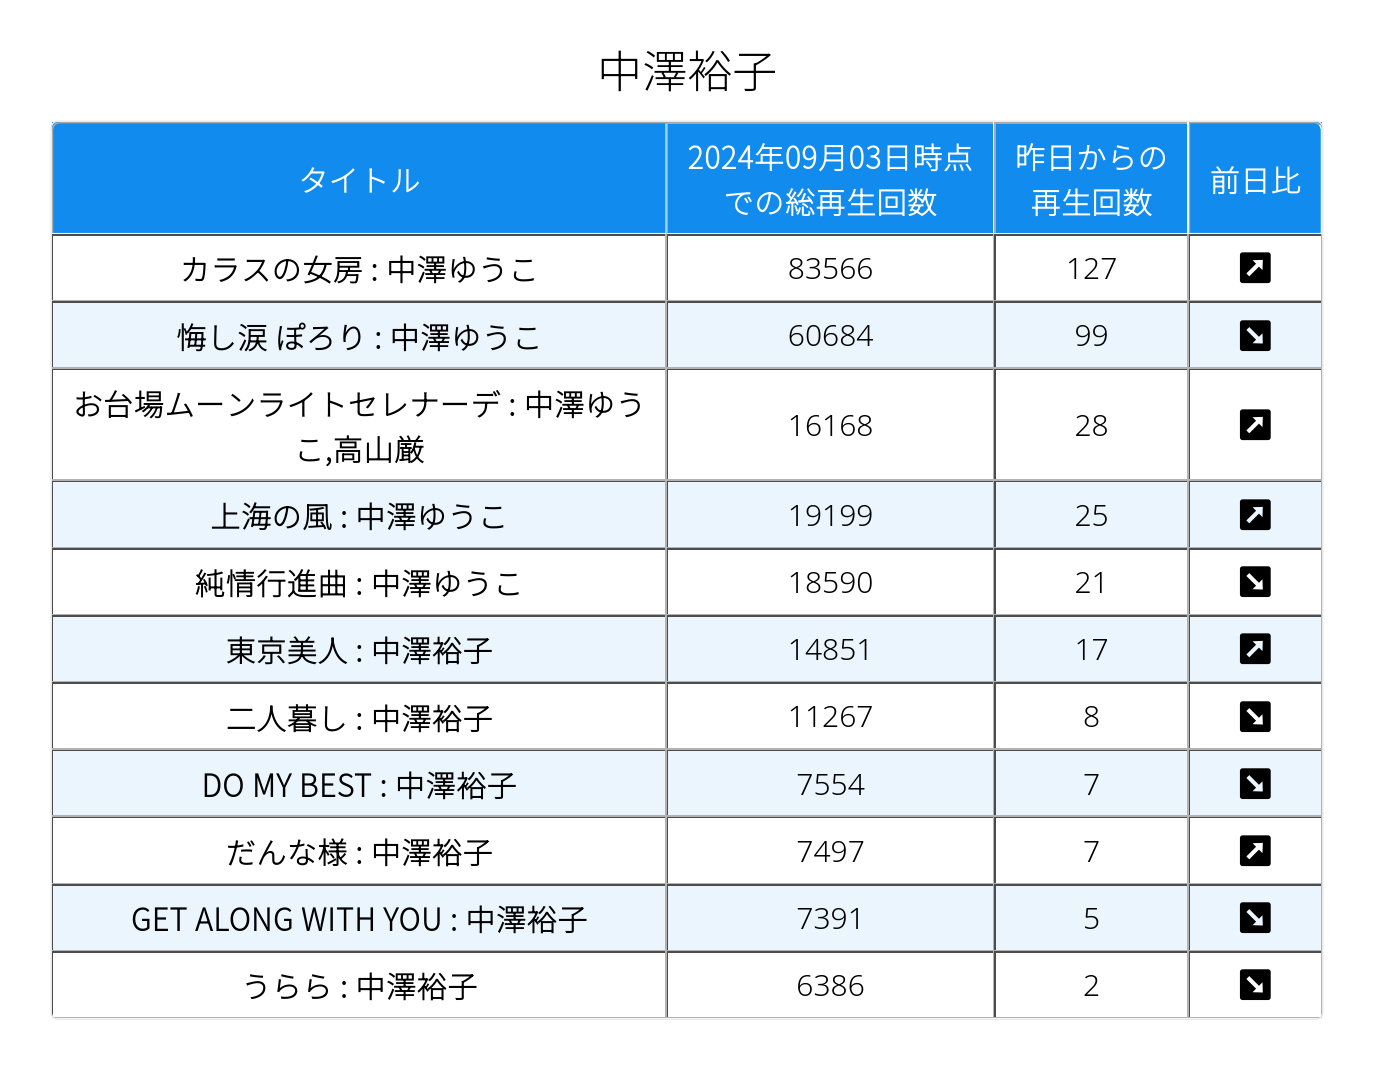 中澤裕子
タイトル
2024年09月03日時点
での総再生回数
昨日からの
再生回数
前日比
カラスの女房 : 中澤ゆうこ
83566
127
悔し涙 ぽろり : 中澤ゆうこ
60684
99
お台場ムーンライトセレナーデ : 中澤ゆう
こ,高山厳
16168
28
上海の風 : 中澤ゆうこ
19199
25
純情行進曲 : 中澤ゆうこ
18590
21
東京美人 : 中澤裕子
14851
17
二人暮し : 中澤裕子
11267
8
DO MY BEST : 中澤裕子
7554
7
だんな様 : 中澤裕子
7497
7
GET ALONG WITH YOU : 中澤裕子
7391
5
うらら : 中澤裕子
6386
2